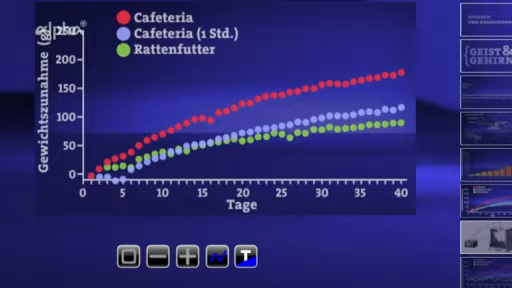 Cafeteria
Cafeteria (1 Std.)
Rattenfutter
alpha®
Gewichtszunahme (g)
250
200
150
100
50
0
0 5 10 15 20 25 30 35 40
Tage
T
GEIST&
GEHIRN